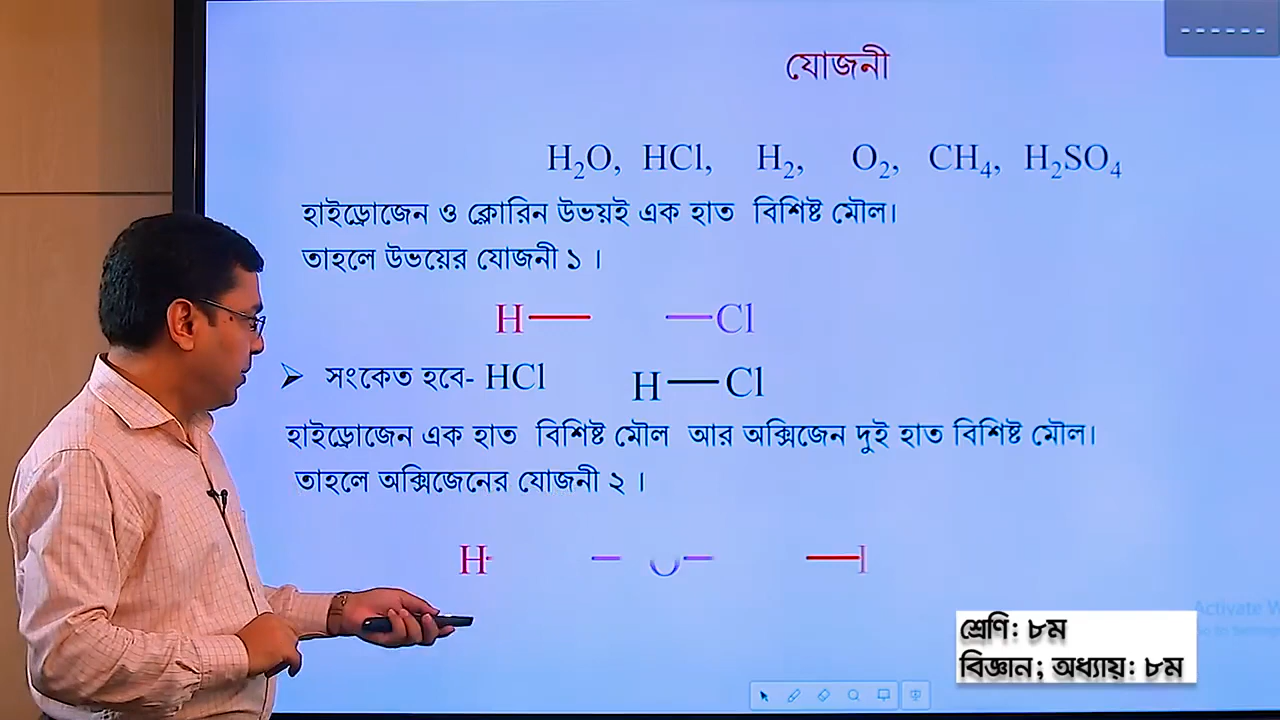 যোজনী
H₂O, HCl, H₂, O₂, CH₄, H₂SO₄
হাইড্রোজেন ও ক্লোরিন উভয়ই এক হাত বিশিষ্ট মৌল।
তাহলে উভয়ের যোজনী ১।
H— —Cl
➤ সংকেত হবে- HCl H—Cl
হাইড্রোজেন এক হাত বিশিষ্ট মৌল আর অক্সিজেন দুই হাত বিশিষ্ট মৌল।
তাহলে অক্সিজেনের যোজনী ২।
H
শ্রেণি: ৮ম
বিজ্ঞান; অধ্যায়: ৮ম